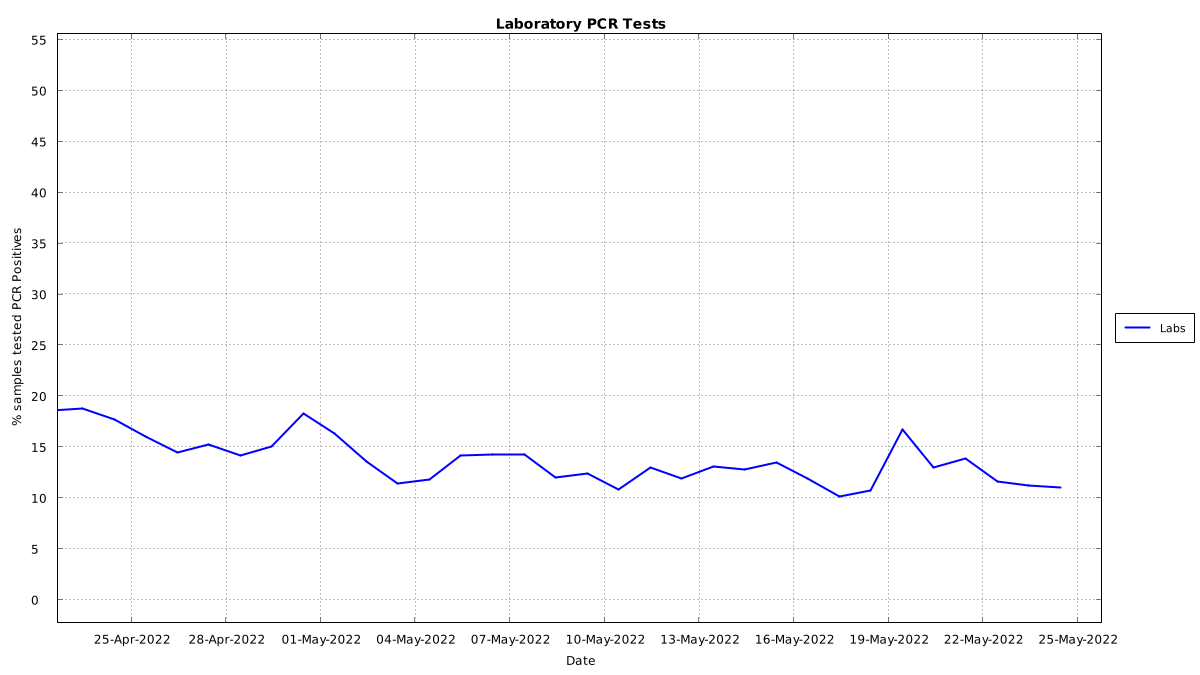 Laboratory PCR Tests
55
50
45
40
35
30
25
20
15
10
5
0
% samples tested PCR Positives
25-Apr-2022 28-Apr-2022 01-May-2022 04-May-2022 07-May-2022 10-May-2022 13-May-2022 16-May-2022 19-May-2022 22-May-2022 25-May-2022
Date
Labs